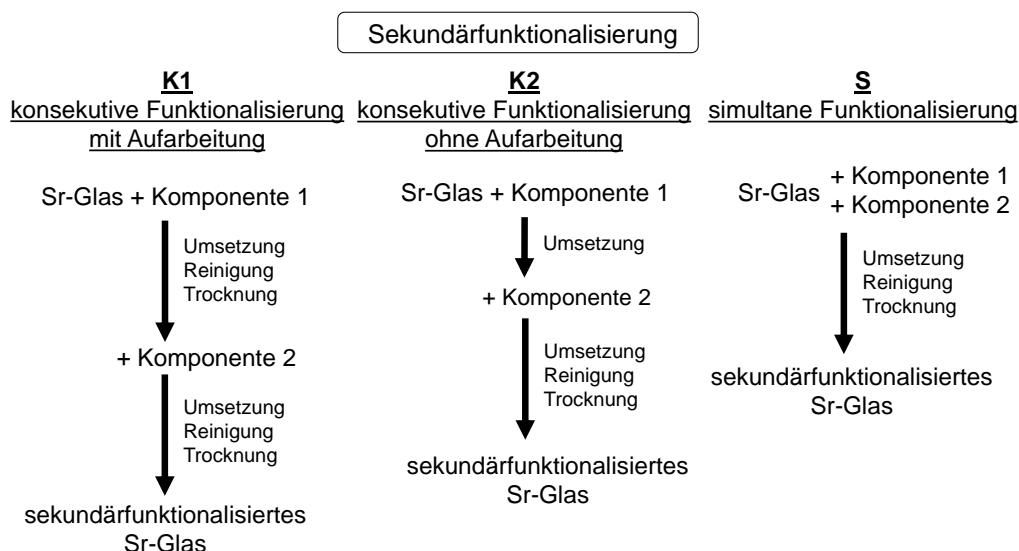 Sekundärfunktionalisierung
K1
konsekutive Funktionalisierung
mit Aufarbeitung
Sr-Glas + Komponente 1
Umsetzung
Reinigung
Trocknung
+ Komponente 2
Umsetzung
Reinigung
Trocknung
sekundärfunktionalisiertes
Sr-Glas
K2
konsekutive Funktionalisierung
ohne Aufarbeitung
Sr-Glas + Komponente 1
Umsetzung
+ Komponente 2
Umsetzung
Reinigung
Trocknung
sekundärfunktionalisiertes
Sr-Glas
S
simultane Funktionalisierung
Sr-Glas
+ Komponente 1
+ Komponente 2
Umsetzung
Reinigung
Trocknung
sekundärfunktionalisiertes
Sr-Glas